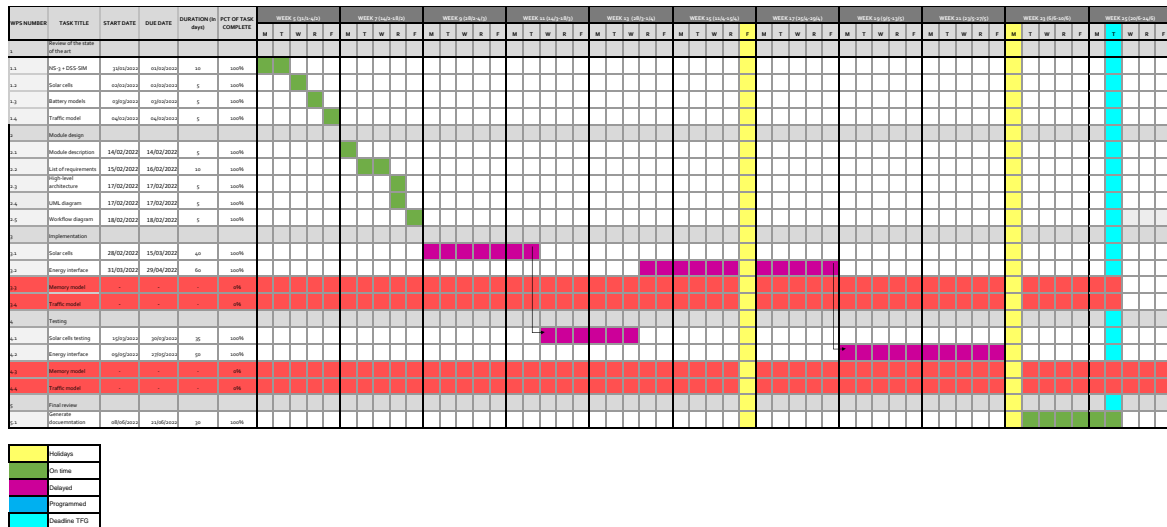 WPS NUMBER TASK TITLE START DATE DUE DATE DURATION (in days) PCT OF TASK COMPLETE WEEK 5 (31/1-4/2) WEEK 7 (14/2-18/2) WEEK 9 (28/2-4/3) WEEK 11 (14/3-18/3) WEEK 13 (28/3-1/4) WEEK 15 (11/4-15/4) WEEK 17 (25/4-29/4) WEEK 19 (9/5-13/5) WEEK 21 (23/5-27/5) WEEK 23 (6/6-10/6) WEEK 25 (20/6-24/6)
M T W R F M T W R F M T W R F M T W R F M T W R F M T W R F M T W R F M T W R F M T W R F M T W R F M T W R F
1 Review of the state of the art
1.1 NS-3 + DSS-SIM 31/01/2022 01/02/2022 10 100%
1.2 Solar cells 02/02/2022 02/02/2022 5 100%
1.3 Battery models 03/02/2022 03/02/2022 5 100%
1.4 Traffic model 04/02/2022 04/02/2022 5 100%
2 Module design
2.1 Module description 14/02/2022 14/02/2022 5 100%
2.2 List of requirements 15/02/2022 16/02/2022 10 100%
2.3 High-level architecture 17/02/2022 17/02/2022 5 100%
2.4 UML diagram 17/02/2022 17/02/2022 5 100%
2.5 Workflow diagram 18/02/2022 18/02/2022 5 100%
3 Implementation
3.1 Solar cells 28/02/2022 15/03/2022 40 100%
3.2 Energy interface 31/03/2022 29/04/2022 60 100%
3.3 Memory model - - - 0%
3.4 Traffic model - - - 0%
4 Testing
4.1 Solar cells testing 15/03/2022 30/03/2022 35 100%
4.2 Energy interface 09/05/2022 27/05/2022 50 100%
4.3 Memory model - - - 0%
4.4 Traffic model - - - 0%
5 Final review
5.1 Generate docuemntation 08/06/2022 21/06/2022 30 100%
Holidays
On time
Delayed
Programmed
Deadline TFG